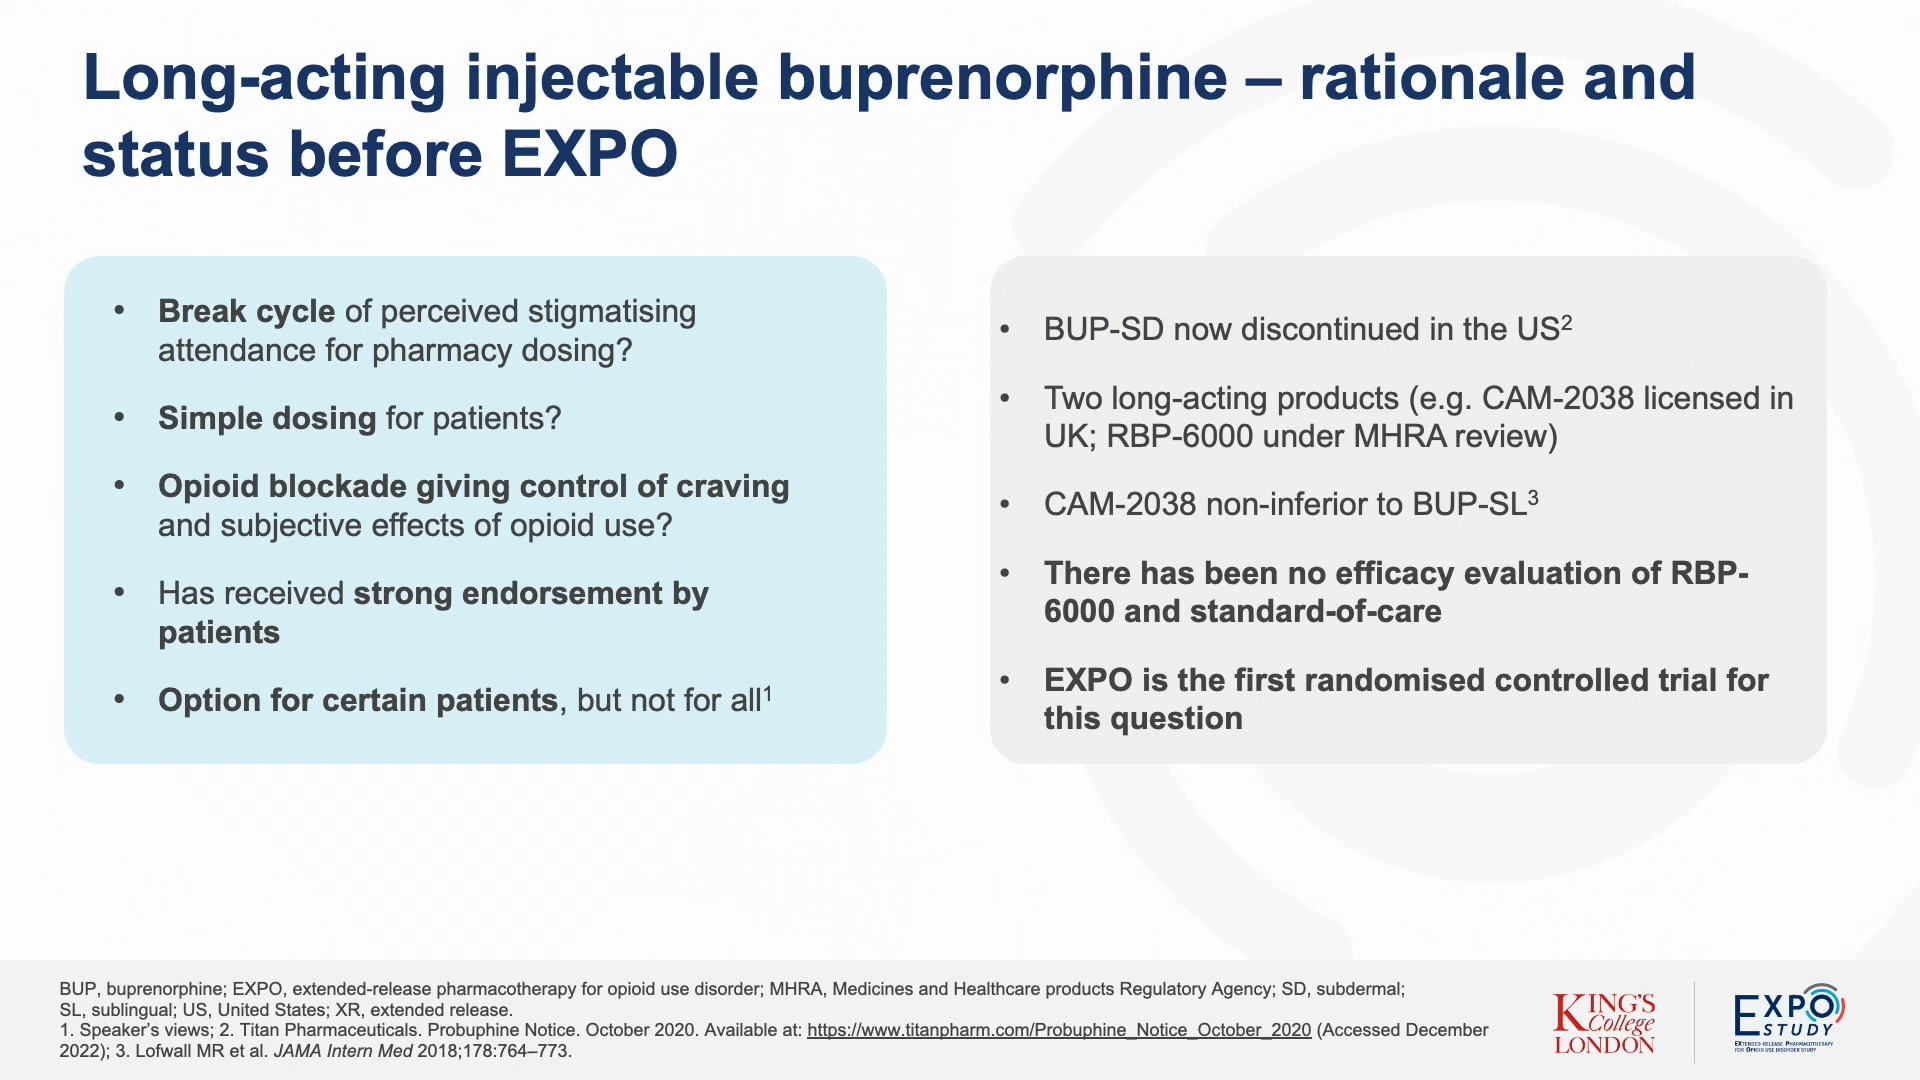 Long-acting injectable buprenorphine – rationale and
status before EXPO
• Break cycle of perceived stigmatising
attendance for pharmacy dosing?
• Simple dosing for patients?
• Opioid blockade giving control of craving
and subjective effects of opioid use?
• Has received strong endorsement by
patients
• Option for certain patients, but not for all¹
• BUP-SD now discontinued in the US²
• Two long-acting products (e.g. CAM-2038 licensed in
UK; RBP-6000 under MHRA review)
• CAM-2038 non-inferior to BUP-SL³
• There has been no efficacy evaluation of RBP-
6000 and standard-of-care
• EXPO is the first randomised controlled trial for
this question
BUP, buprenorphine; EXPO, extended-release pharmacotherapy for opioid use disorder; MHRA, Medicines and Healthcare products Regulatory Agency; SD, subdermal;
SL, sublingual; US, United States; XR, extended release.
1. Speaker’s views; 2. Titan Pharmaceuticals. Probuphine Notice. October 2020. Available at: https://www.titanpharm.com/Probuphine_Notice_October_2020 (Accessed December
2022); 3. Lofwall MR et al. JAMA Intern Med 2018;178:764–773.
KING'S
College
LONDON
EXPO
STUDY
EXTENDED RELEASE PHARMACOTHERAPY
FOR OPIOID USE DISORDER STUDY